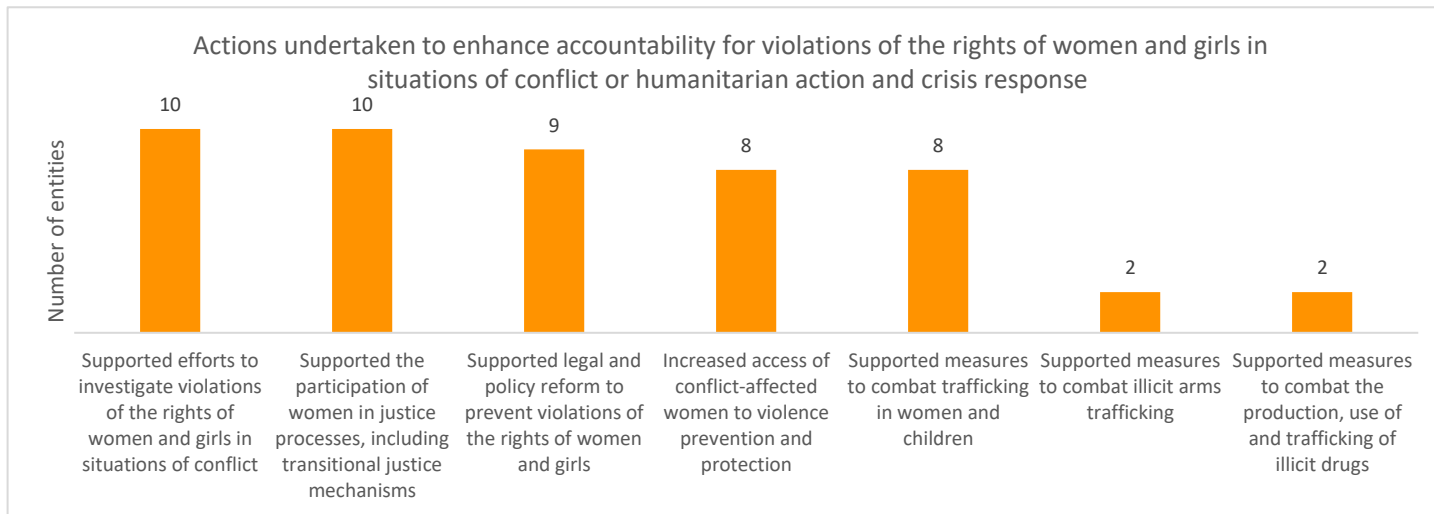 Actions undertaken to enhance accountability for violations of the rights of women and girls in
situations of conflict or humanitarian action and crisis response
Number of entities
10
10
9
8
8
2
2
Supported efforts to
investigate violations
of the rights of
women and girls in
situations of conflict
Supported the
participation of
women in justice
processes, including
transitional justice
mechanisms
Supported legal and
policy reform to
prevent violations of
the rights of women
and girls
Increased access of
conflict-affected
women to violence
prevention and
protection
Supported measures
to combat trafficking
in women and
children
Supported measures
to combat illicit arms
trafficking
Supported measures
to combat the
production, use of
and trafficking of
illicit drugs